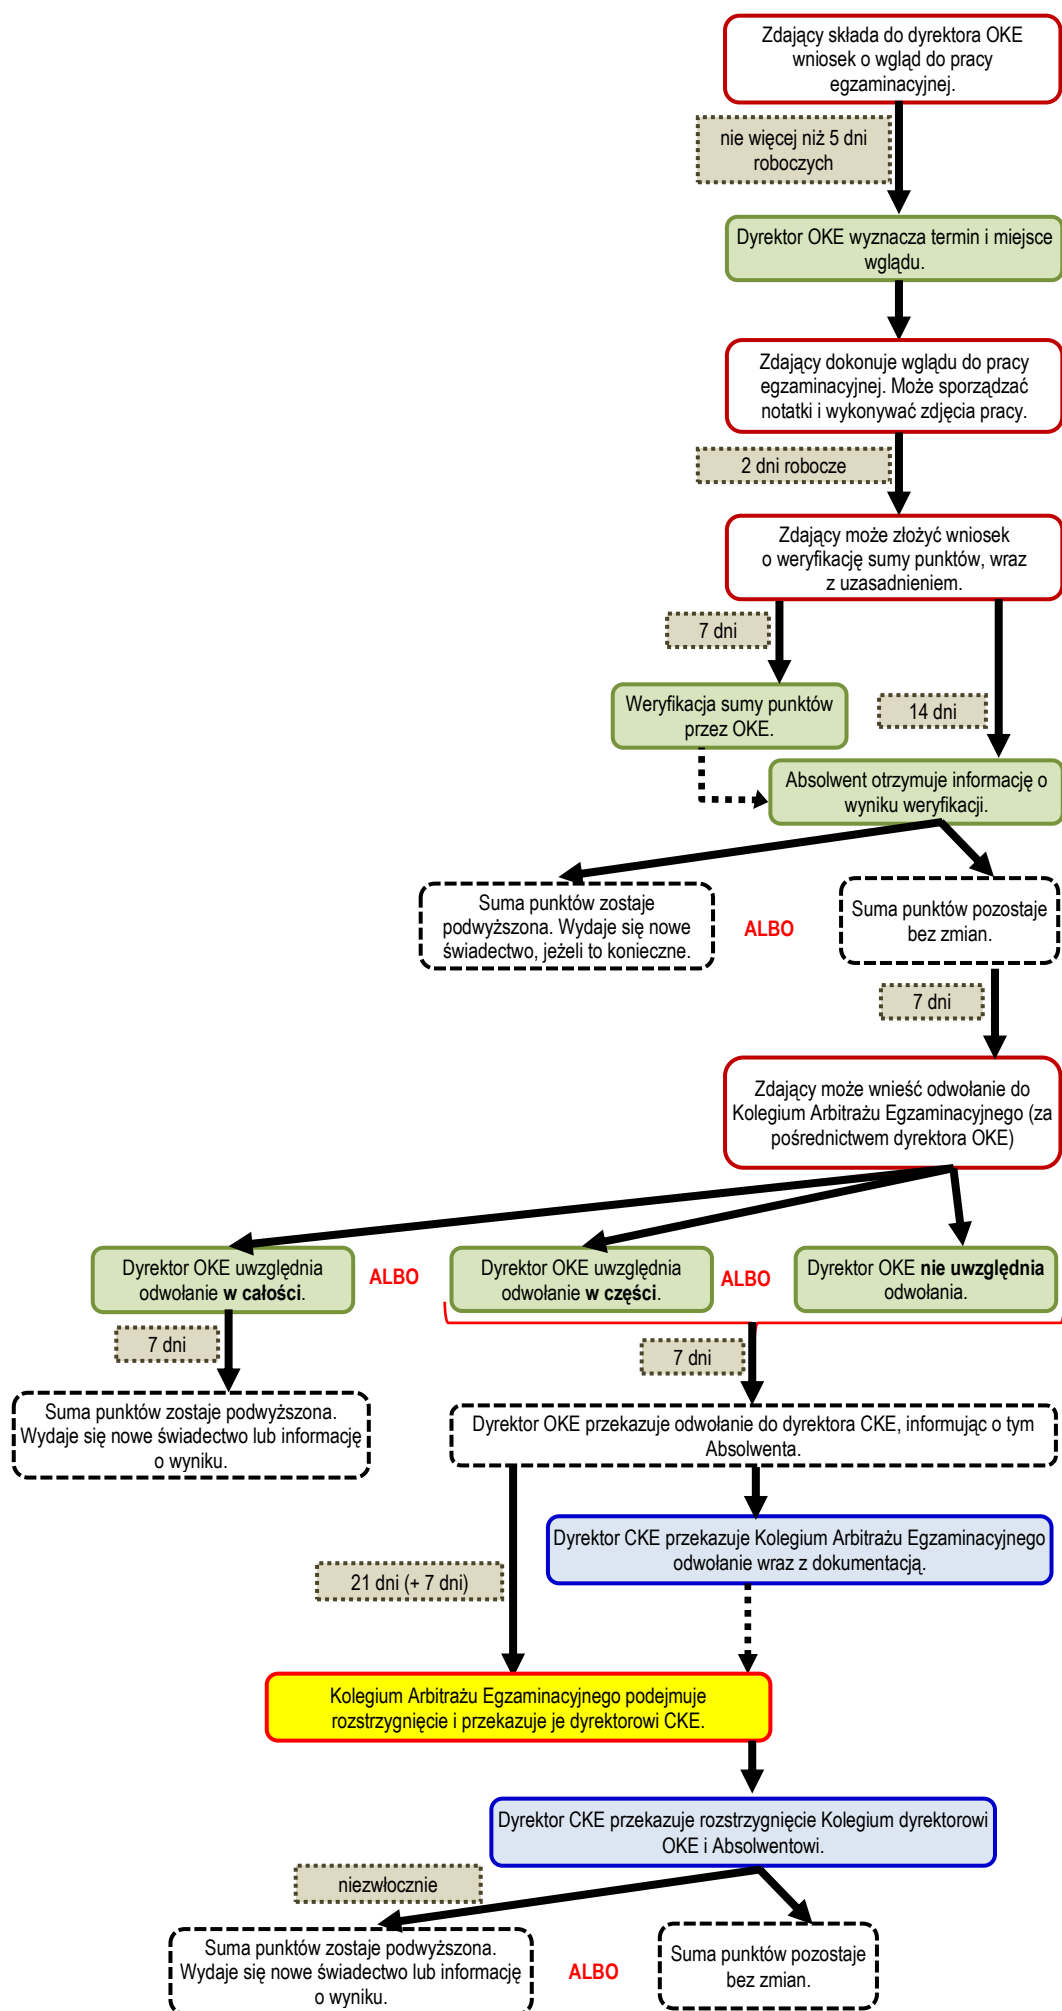 Zdający składa do dyrektora OKE
wniosek o wgląd do pracy
egzaminacyjnej.
nie więcej niż 5 dni
roboczych
Dyrektor OKE wyznacza termin i miejsce
wglądu.
Zdający dokonuje wglądu do pracy
egzaminacyjnej. Może sporządzać
notatki i wykonywać zdjęcia pracy.
2 dni robocze
Zdający może złożyć wniosek
o weryfikację sumy punktów, wraz
z uzasadnieniem.
7 dni
Weryfikacja sumy punktów
przez OKE.
14 dni
Absolwent otrzymuje informację o
wyniku weryfikacji.
Suma punktów zostaje
podwyższona. Wydaje się nowe
świadectwo, jeżeli to konieczne.
ALBO
Suma punktów pozostaje
bez zmian.
7 dni
Zdający może wnieść odwołanie do
Kolegium Arbitrażu Egzaminacyjnego (za
pośrednictwem dyrektora OKE)
Dyrektor OKE uwzględnia
odwołanie w całości.
ALBO
Dyrektor OKE uwzględnia
odwołanie w części.
ALBO
Dyrektor OKE nie uwzględnia
odwołania.
7 dni
7 dni
Suma punktów zostaje podwyższona.
Wydaje się nowe świadectwo lub informację
o wyniku.
Dyrektor OKE przekazuje odwołanie do dyrektora CKE, informując o tym
Absolwenta.
Dyrektor CKE przekazuje Kolegium Arbitrażu Egzaminacyjnego
odwołanie wraz z dokumentacją.
21 dni (+ 7 dni)
Kolegium Arbitrażu Egzaminacyjnego podejmuje
rozstrzygnięcie i przekazuje je dyrektorowi CKE.
Dyrektor CKE przekazuje rozstrzygnięcie Kolegium dyrektorowi
OKE i Absolwentowi.
niezwłocznie
Suma punktów zostaje podwyższona.
Wydaje się nowe świadectwo lub informację
o wyniku.
ALBO
Suma punktów pozostaje
bez zmian.